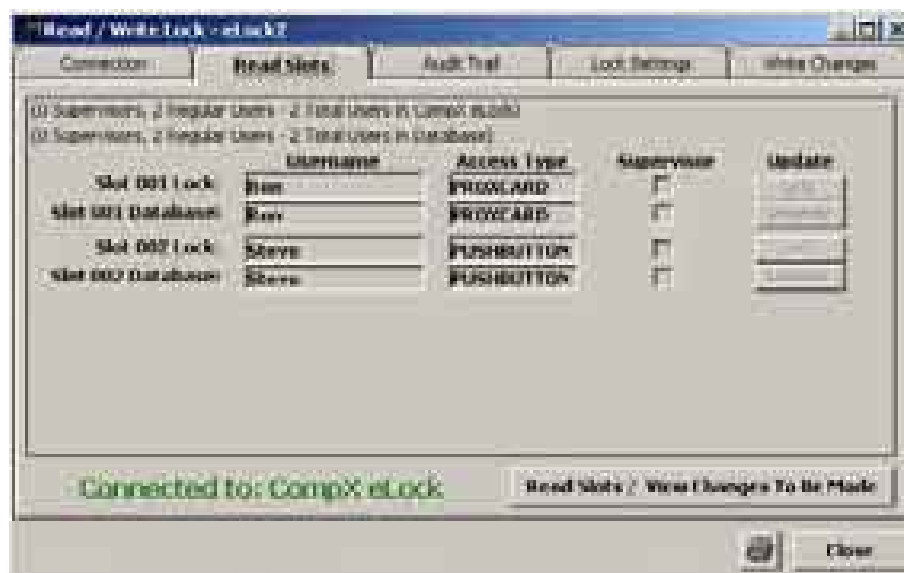 Read / Write Lock - eLock2
Connection Read Slots Audit Trail Lock Settings Write Changes
(0 Supervisors, 2 Regular Users - 2 Total Users in CompX eLock)
(0 Supervisors, 2 Regular Users - 2 Total Users in Database)
Username Access Type Supervisor Update
Slot 001 Lock: PROXCARD
Slot 001 Database: PROXCARD
Slot 002 Lock: Steve PUSHBUTTON
Slot 002 Database: Steve PUSHBUTTON
Connected to: CompX eLock Read Slots / View Changes To Be Made
Close